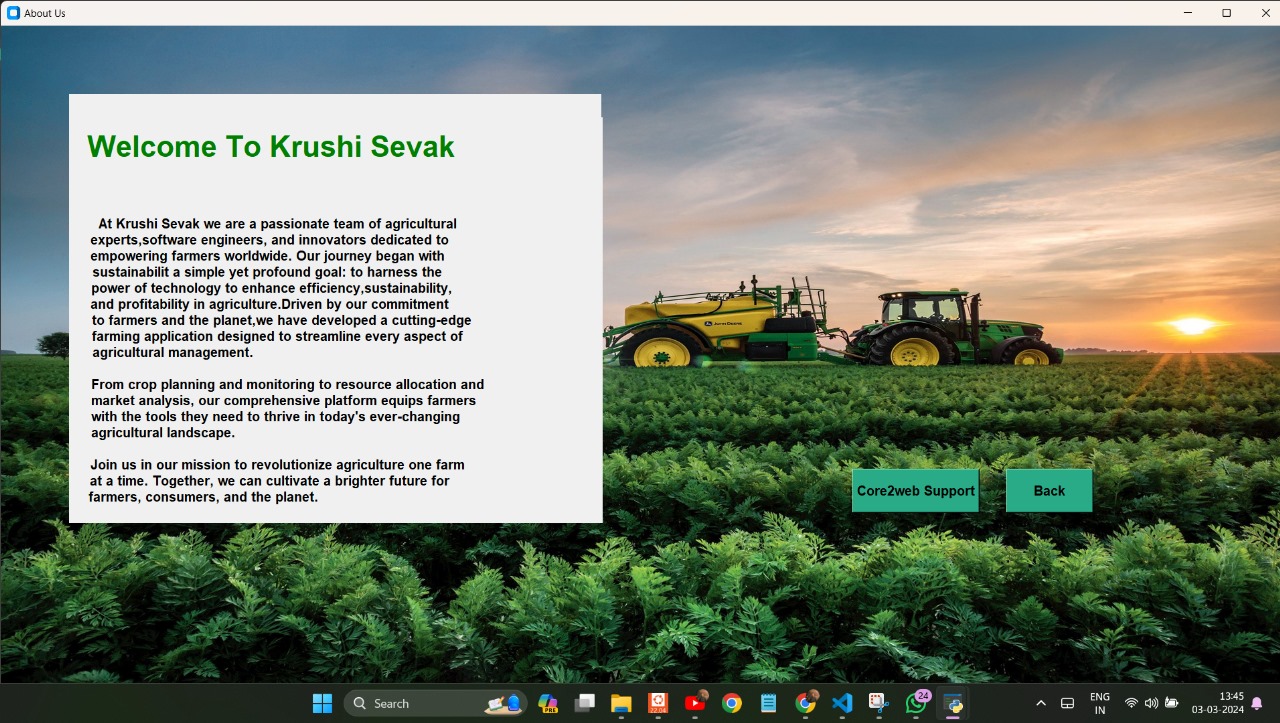 About Us
Welcome To Krushi Sevak
At Krushi Sevak we are a passionate team of agricultural
experts,software engineers, and innovators dedicated to
empowering farmers worldwide. Our journey began with
sustainabilit a simple yet profound goal: to harness the
power of technology to enhance efficiency,sustainability,
and profitability in agriculture.Driven by our commitment
to farmers and the planet,we have developed a cutting-edge
farming application designed to streamline every aspect of
agricultural management.
From crop planning and monitoring to resource allocation and
market analysis, our comprehensive platform equips farmers
with the tools they need to thrive in today's ever-changing
agricultural landscape.
Join us in our mission to revolutionize agriculture one farm
at a time. Together, we can cultivate a brighter future for
farmers, consumers, and the planet.
John Deere
Core2web Support
Back
Search
PRE
22.04
24
ENG
IN
13:45
03-03-2024